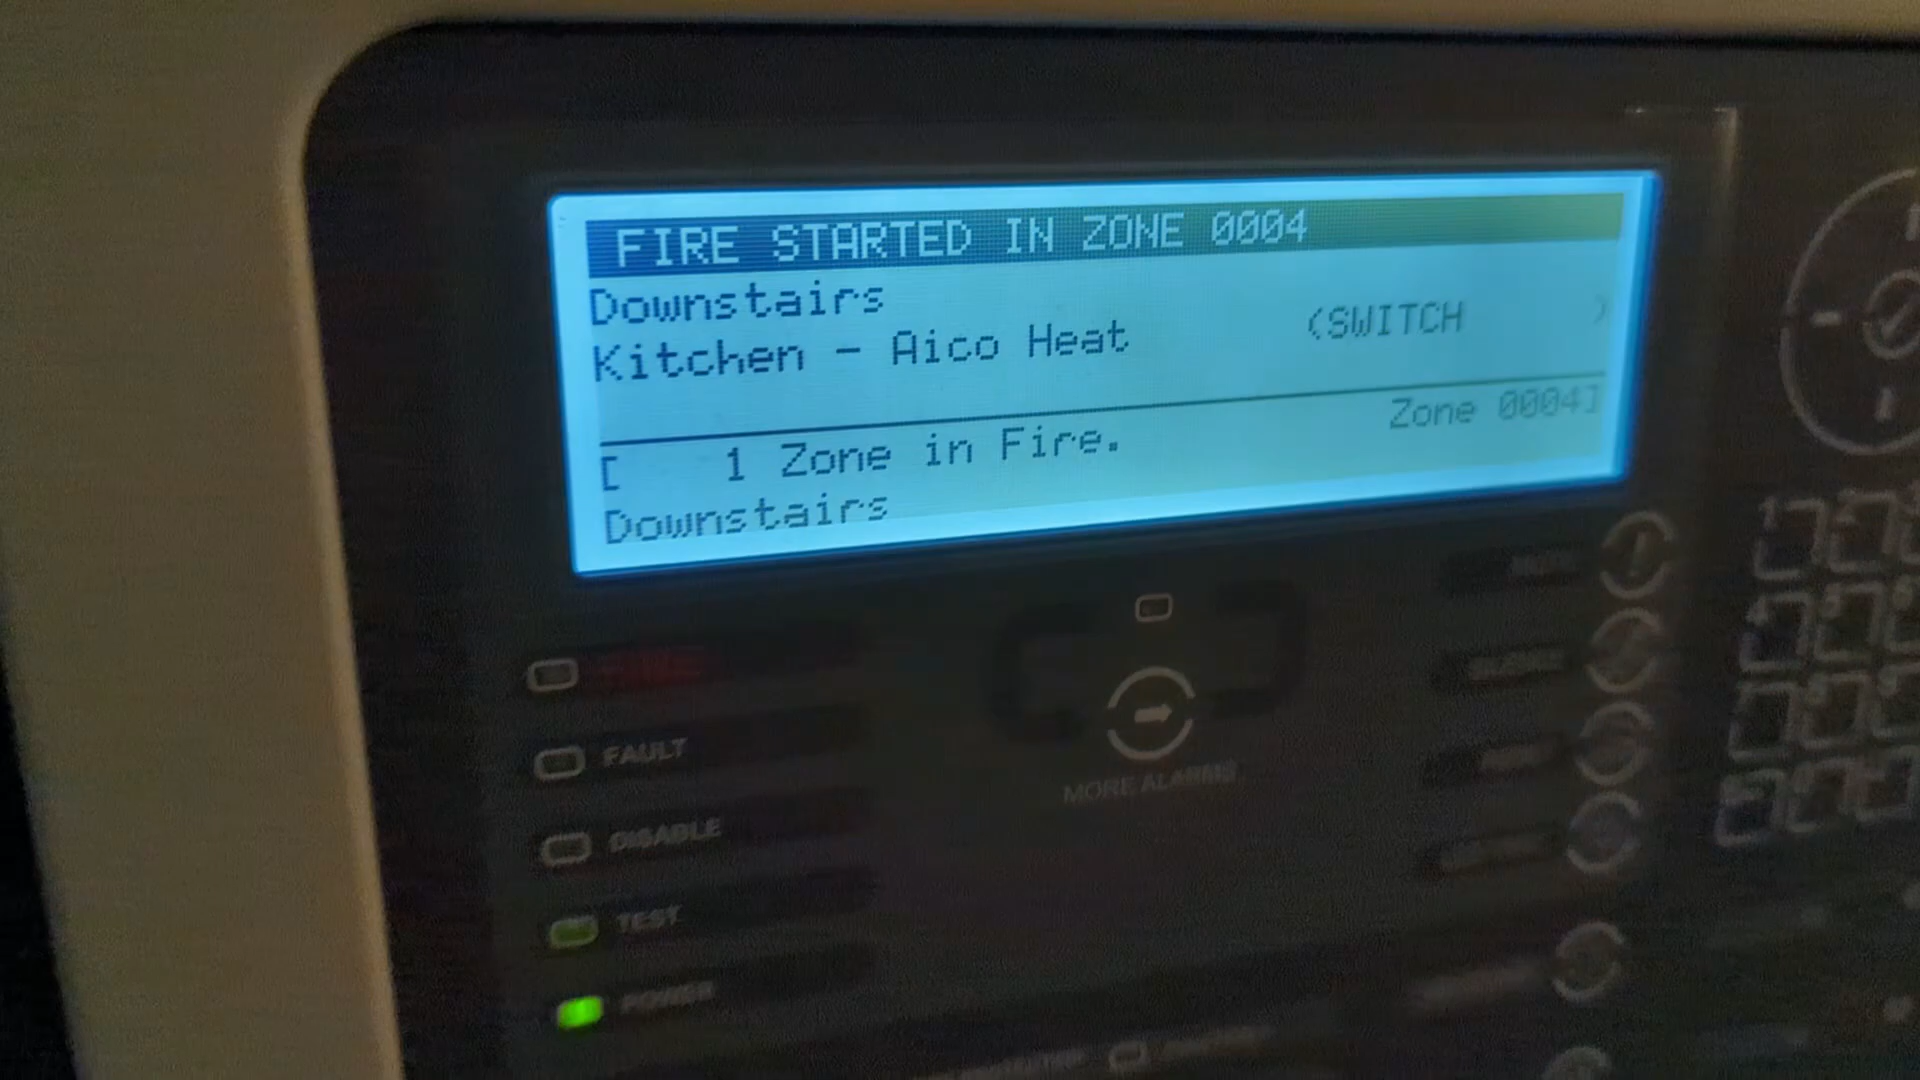 FIRE STARTED IN ZONE 0004
Downstairs
Kitchen - Aico Heat (SWITCH )
[ 1 Zone in Fire. Zone 0004]
Downstairs
FAULT
DISABLE
TEST
POWER
MORE ALARMS